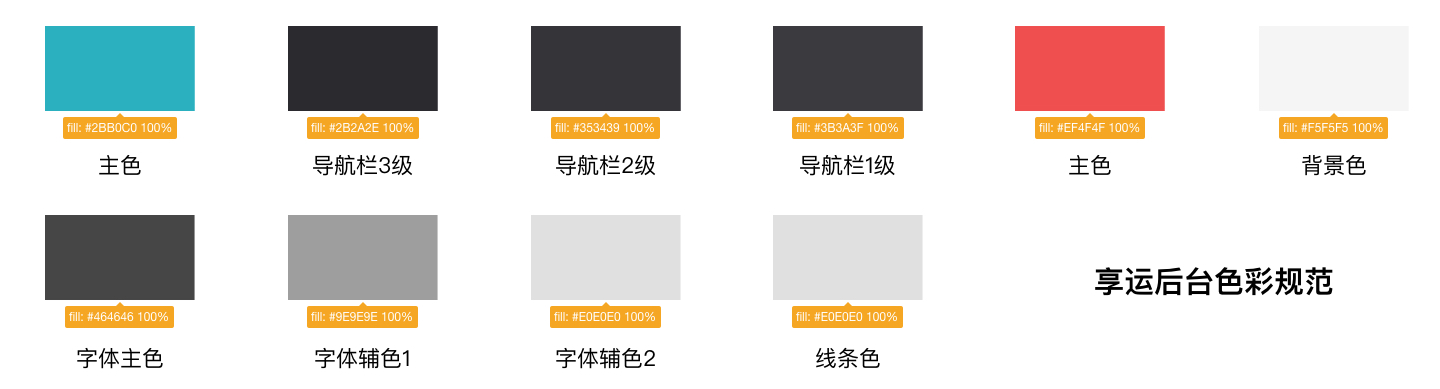 fill: #2BB0C0 100%
fill: #2B2A2E 100%
fill: #353439 100%
fill: #3B3A3F 100%
fill: #EF4F4F 100%
fill: #F5F5F5 100%
主色
导航栏3级
导航栏2级
导航栏1级
主色
背景色
享运后台色彩规范
fill: #464646 100%
fill: #9E9E9E 100%
fill: #E0E0E0 100%
fill: #E0E0E0 100%
字体主色
字体辅色1
字体辅色2
线条色